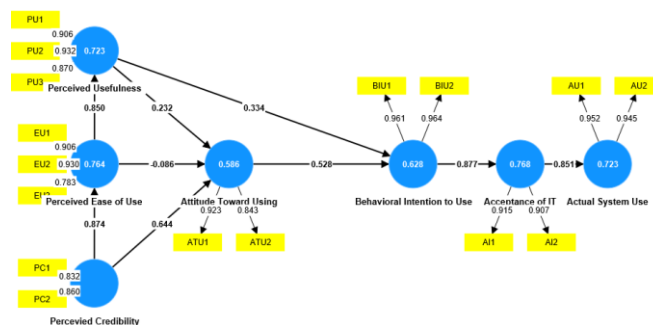 PU1
0.906
PU2
0.932
0.723
PU3
0.870
Perceived Usefulness
0.232
0.334
0.850
BIU1
BIU2
0.961
0.964
AU1
AU2
0.952
0.945
EU1
0.906
EU2
0.930
0.764
0.783
Perceived Ease of Use
-0.086
0.586
Attitude Toward Using
0.528
0.628
Behavioral Intention to Use
0.877
0.768
Accentance of IT
0.851
0.723
Actual System Use
0.874
0.644
0.923
0.843
ATU1
ATU2
0.915
0.907
AI1
AI2
PC1
0.832
PC2
0.860
Percevied Credibility